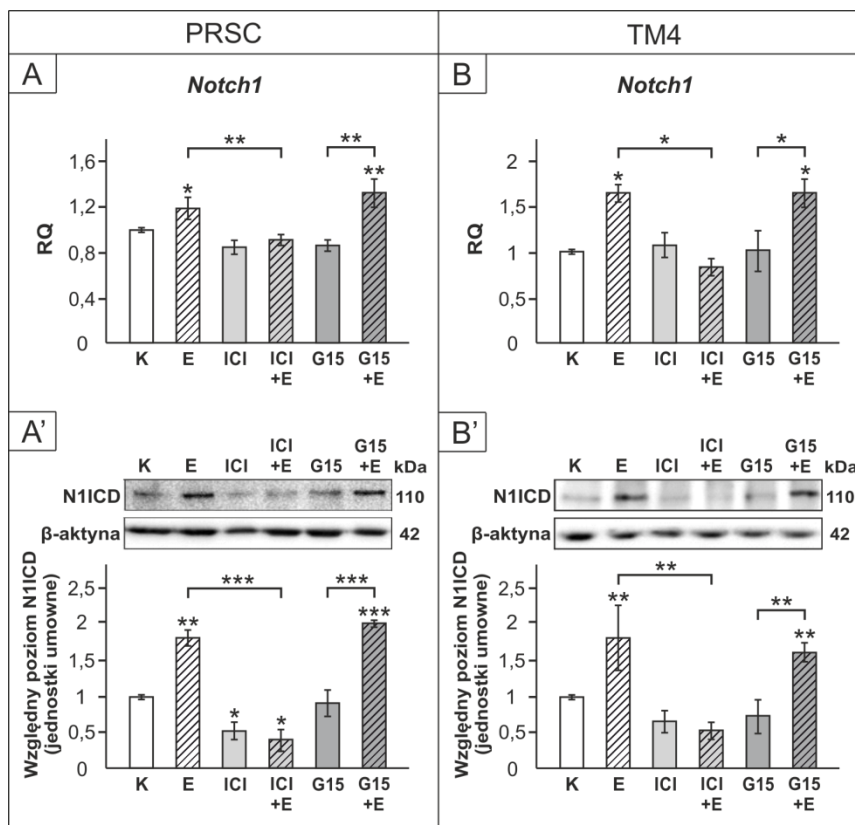 PRSC
TM4
A
Notch1
RQ
1,6
1,2
0,8
0,4
0
*
**
**
**
K E ICI ICI +E G15 G15 +E
B
Notch1
RQ
2
1,5
1
0,5
0
*
*
*
*
K E ICI ICI +E G15 G15 +E
A'
K E ICI ICI +E G15 G15 +E kDa
N1ICD 110
β-aktyna 42
Względny poziom N1ICD
(jednostki umowne)
2,5
2
1,5
1
0,5
0
**
***
*
*
***
***
K E ICI ICI +E G15 G15 +E
B'
K E ICI ICI +E G15 G15 +E kDa
N1ICD 110
β-aktyna 42
Względny poziom N1ICD
(jednostki umowne)
2,5
2
1,5
1
0,5
0
**
**
**
**
K E ICI ICI +E G15 G15 +E